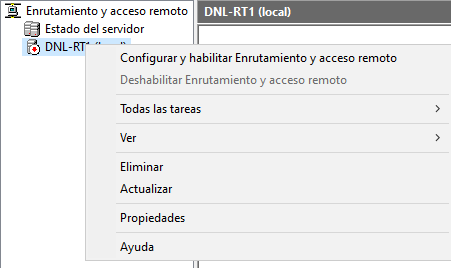 Enrutamiento y acceso remoto
DNL-RT1 (local)
Estado del servidor
DNL-RT1 (local)
Configurar y habilitar Enrutamiento y acceso remoto
Deshabilitar Enrutamiento y acceso remoto
Todas las tareas
Ver
Eliminar
Actualizar
Propiedades
Ayuda